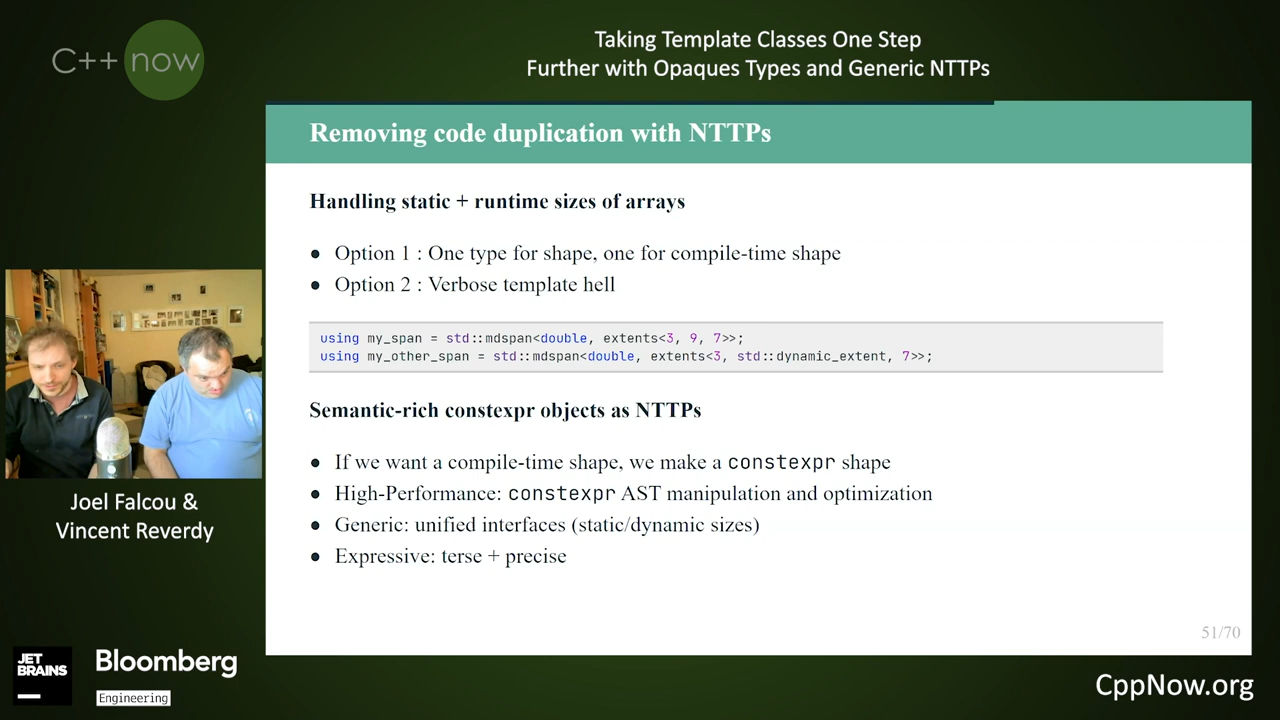 C++ now
Taking Template Classes One Step
Further with Opaques Types and Generic NTTPs
Removing code duplication with NTTPs
Handling static + runtime sizes of arrays
● Option 1 : One type for shape, one for compile-time shape
● Option 2 : Verbose template hell
using my_span = std::mdspan<double, extents<3, 9, 7>>;
using my_other_span = std::mdspan<double, extents<3, std::dynamic_extent, 7>>;
Semantic-rich constexpr objects as NTTPs
● If we want a compile-time shape, we make a constexpr shape
● High-Performance: constexpr AST manipulation and optimization
● Generic: unified interfaces (static/dynamic sizes)
● Expressive: terse + precise
51/70
Joel Falcou &
Vincent Reverdy
JET
BRAINS
Bloomberg
Engineering
CppNow.org